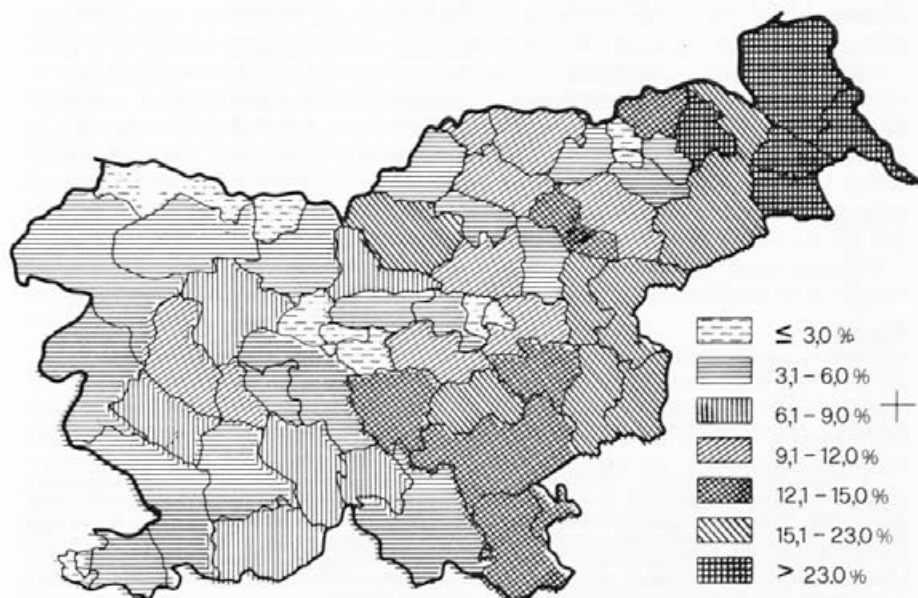 ≤ 3,0 %
3,1 – 6,0 %
6,1 – 9,0 %
9,1 – 12,0 %
12,1 – 15,0 %
15,1 – 23,0 %
> 23.0 %